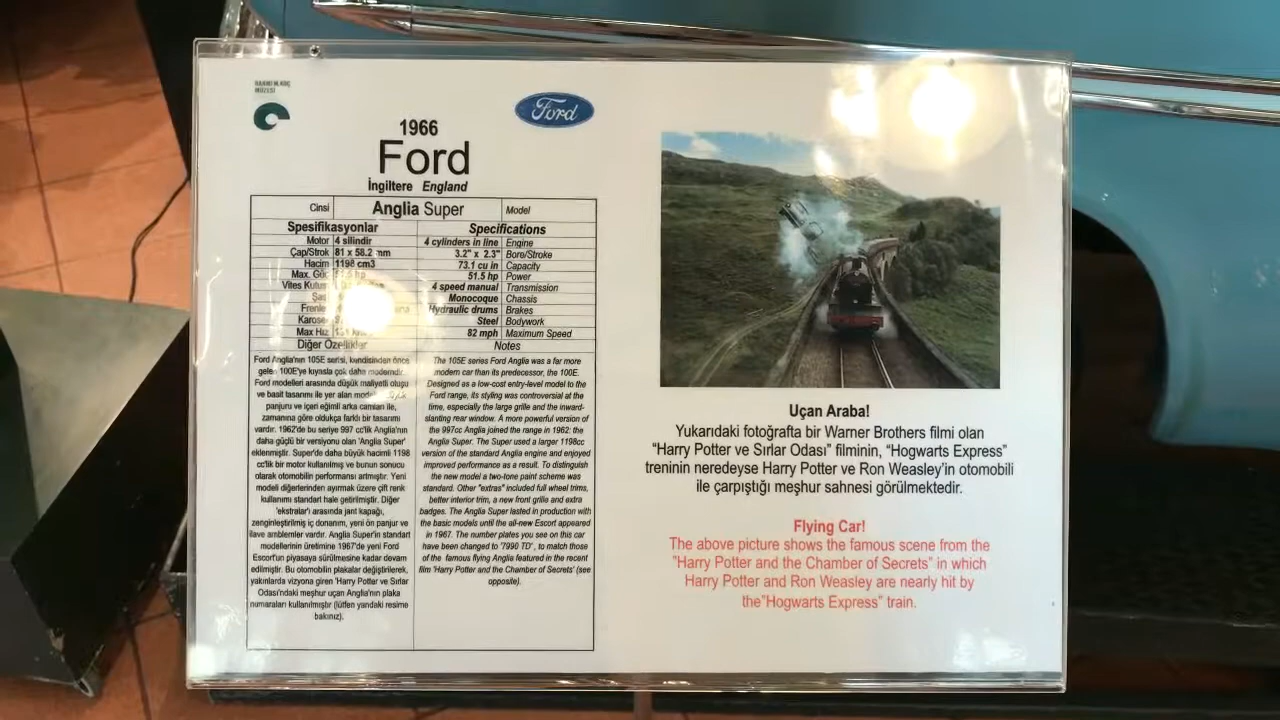 RAHMİ M. KOÇ
MÜZESİ
Ford
1966
Ford
İngiltere England
Cinsi Anglia Super Model
Spesifikasyonlar Specifications
Motor 4 silindir 4 cylinders in line Engine
Çap/Strok 81 x 58.2 mm 3.2" x 2.3" Bore/Stroke
Hacim 1198 cm3 73.1 cu in Capacity
Max. Güç hp 51.5 hp Power
Vites Kutusu 4 speed manual Transmission
Monocoque Chassis
Hydraulic drums Brakes
Steel Bodywork
Max Hız 82 mph Maximum Speed
Diğer Özellikler Notes
Ford Anglia'nın 105E serisi, kendisinden önce
gelen 100E'ye kıyasla çok daha moderndir.
Ford modelleri arasında düşük maliyetli oluşu
ve basit tasarımı ile yer alan model, büyük
panjuru ve içeri eğimli arka camları ile,
zamanına göre oldukça farklı bir tasarımı
vardır. 1962'de bu seriye 997 cc'lik Anglia'nın
daha güçlü bir versiyonu olan 'Anglia Super'
eklenmiştir. Super'de daha büyük hacimli 1198
cc'lik bir motor kullanılmış ve bunun sonucu
olarak otomobilin performansı artmıştır. Yeni
modeli diğerlerinden ayırmak üzere çift renk
kullanımı standart hale getirilmiştir. Diğer
'ekstralar'ı arasında jant kapağı,
zenginleştirilmiş iç donanım, yeni ön panjur ve
ilave amblemler vardır. Anglia Super'in standart
modellerinin üretimine 1967'de yeni Ford
Escort'un piyasaya sürülmesine kadar devam
edilmiştir. Bu otomobilin plakalar değiştirilerek,
yakınlarda vizyona giren 'Harry Potter ve Sırlar
Odası'ndaki meşhur uçan Anglia'nın plaka
numaraları kullanılmıştır (lütfen yandaki resime
bakınız).
The 105E series Ford Anglia was a far more
modern car than its predecessor, the 100E.
Designed as a low-cost entry-level model to the
Ford range, its styling was controversial at the
time, especially the large grille and the inward-
slanting rear window. A more powerful version of
the 997cc Anglia joined the range in 1962: the
Anglia Super. The Super used a larger 1198cc
version of the standard Anglia engine and enjoyed
improved performance as a result. To distinguish
the new model a two-tone paint scheme was
standard. Other "extras" included full wheel trims,
better interior trim, a new front grille and extra
badges. The Anglia Super lasted in production with
the basic models until the all-new Escort appeared
in 1967. The number plates you see on this car
have been changed to '7990 TD', to match those
of the famous flying Anglia featured in the recent
film 'Harry Potter and the Chamber of Secrets' (see
opposite).
Uçan Araba!
Yukarıdaki fotoğrafta bir Warner Brothers filmi olan
"Harry Potter ve Sırlar Odası" filminin, "Hogwarts Express"
treninin neredeyse Harry Potter ve Ron Weasley'in otomobili
ile çarpıştığı meşhur sahnesi görülmektedir.
Flying Car!
The above picture shows the famous scene from the
"Harry Potter and the Chamber of Secrets" in which
Harry Potter and Ron Weasley are nearly hit by
the"Hogwarts Express" train.